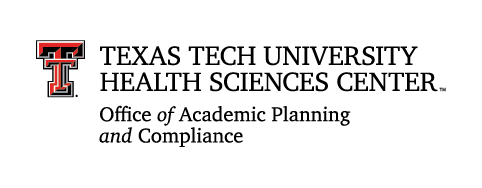 TEXAS TECH UNIVERSITY
HEALTH SCIENCES CENTER™
Office of Academic Planning
and Compliance